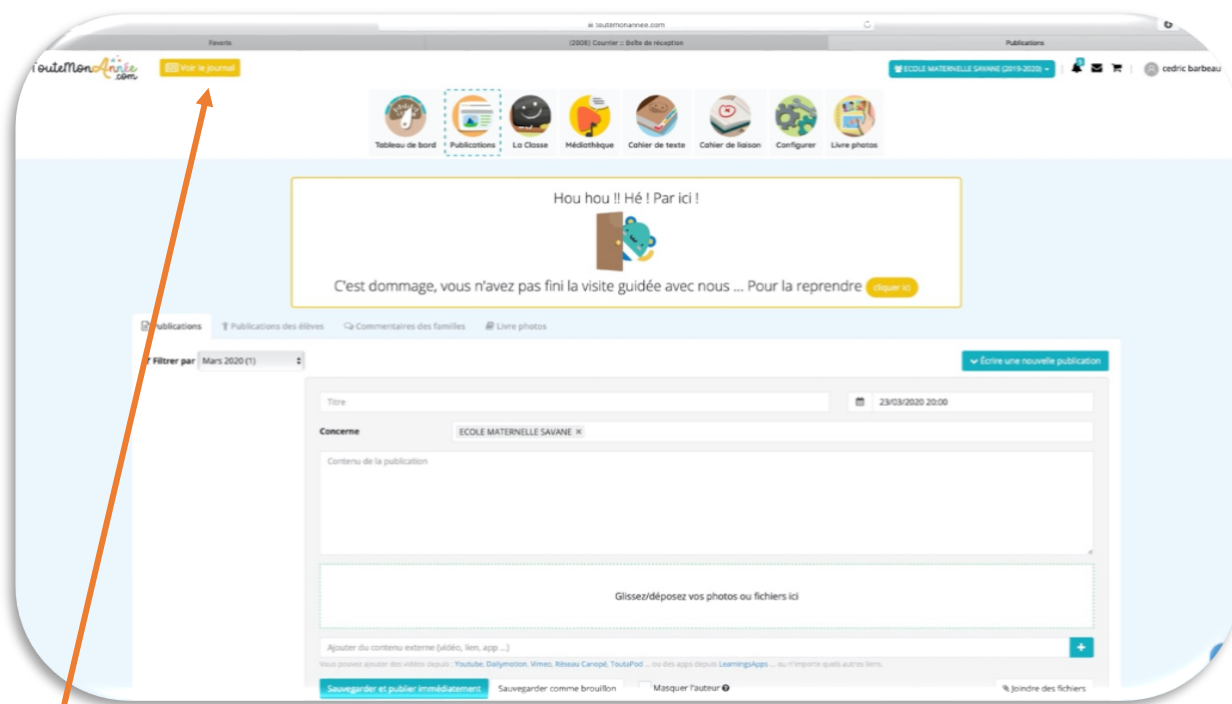 toutemonannee.com
Favoris (2008) Courrier :: Boîte de réception Publications
TouteMonAnnée .com Voir le journal ECOLE MATERNELLE SAVANE (2019-2020) cedric barbeau
Tableau de bord Publications La Classe Médiathèque Cahier de texte Cahier de liaison Configurer Livre photos
Hou hou !! Hé ! Par ici !
C'est dommage, vous n'avez pas fini la visite guidée avec nous ... Pour la reprendre cliquer ici
Publications Publications des élèves Commentaires des familles Livre photos
Filtrer par Mars 2020 (1) Écrire une nouvelle publication
Titre 23/03/2020 20:00
Concerne ECOLE MATERNELLE SAVANE ×
Contenu de la publication
Glissez/déposez vos photos ou fichiers ici
Ajouter du contenu externe (vidéo, lien, app ...) +
Vous pouvez ajouter des vidéos depuis : Youtube, Dailymotion, Vimeo, Réseau Canopé, ToutaPod ... ou des apps depuis LearningsApps ... ou n'importe quels autres liens.
Sauvegarder et publier immédiatement Sauvegarder comme brouillon Masquer l'auteur Joindre des fichiers